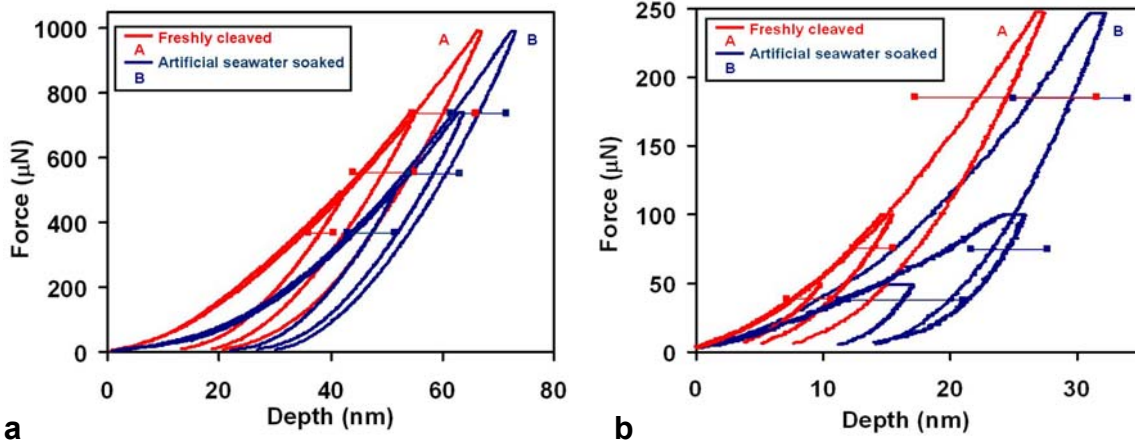 1000
800
600
400
200
0
Force (µN)
0 20 40 60 80
Depth (nm)
Freshly cleaved
A
Artificial seawater soaked
B
A
B
a
250
200
150
100
50
0
Force (µN)
0 10 20 30
Depth (nm)
Freshly cleaved
A
Artificial seawater soaked
B
A
B
b